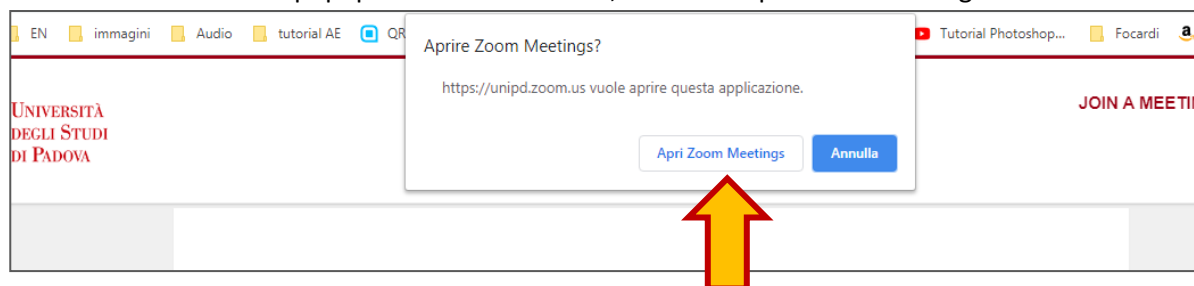 EN immagini Audio tutorial AE QR Tutorial Photoshop... Focardi
Aprire Zoom Meetings?
https://unipd.zoom.us vuole aprire questa applicazione.
UNIVERSITÀ
DEGLI STUDI
DI PADOVA
JOIN A MEETI
Apri Zoom Meetings Annulla